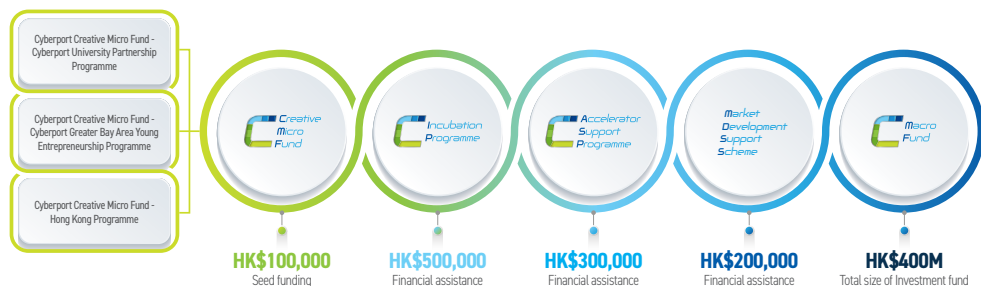 Cyberport Creative Micro Fund -
Cyberport University Partnership
Programme
Cyberport Creative Micro Fund -
Cyberport Greater Bay Area Young
Entrepreneurship Programme
Cyberport Creative Micro Fund -
Hong Kong Programme
Creative
Micro
Fund
Incubation
Programme
Accelerator
Support
Programme
Market
Development
Support
Scheme
Macro
Fund
HK$100,000
Seed funding
HK$500,000
Financial assistance
HK$300,000
Financial assistance
HK$200,000
Financial assistance
HK$400M
Total size of Investment fund